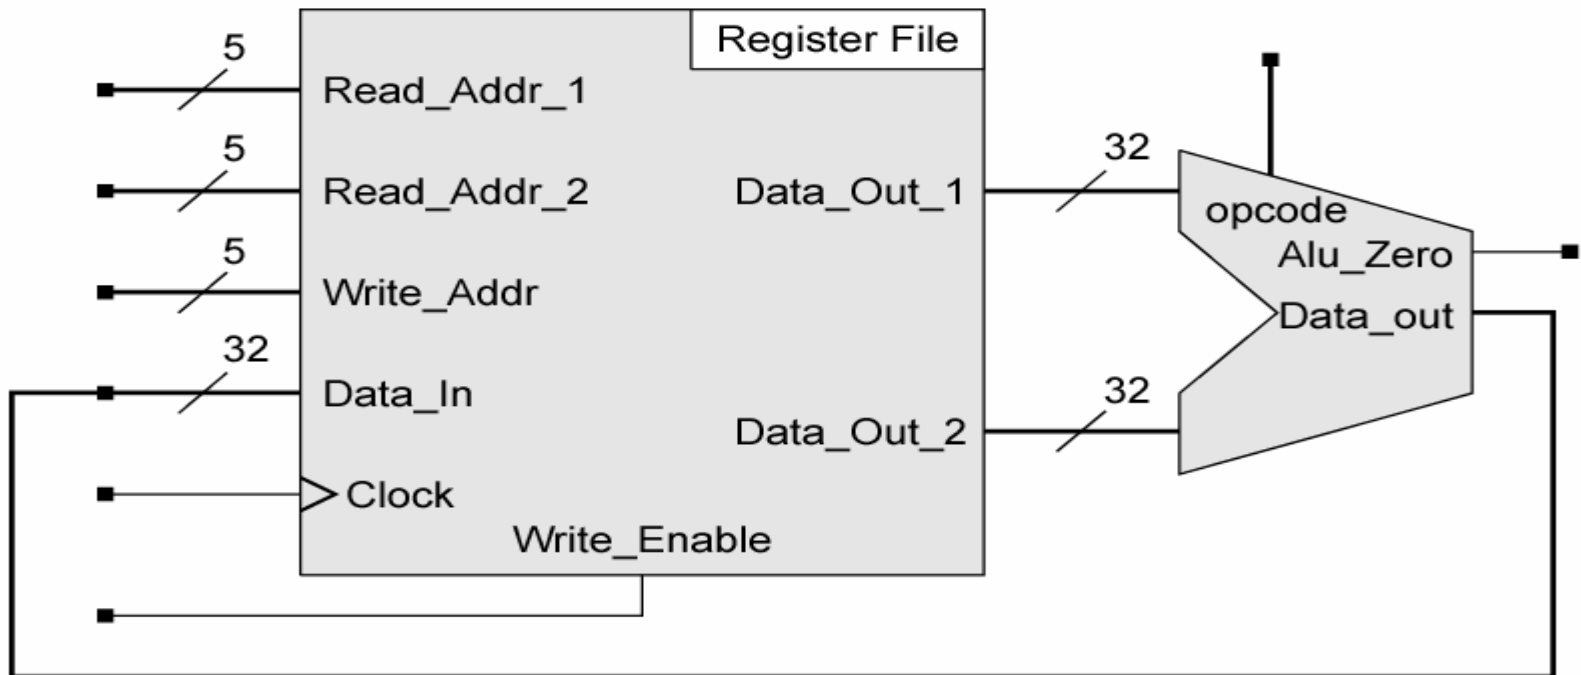 Register File
5
Read_Addr_1
5
Read_Addr_2
5
Write_Addr
32
Data_In
Clock
Write_Enable
Data_Out_1
32
Data_Out_2
32
opcode
Alu_Zero
Data_out